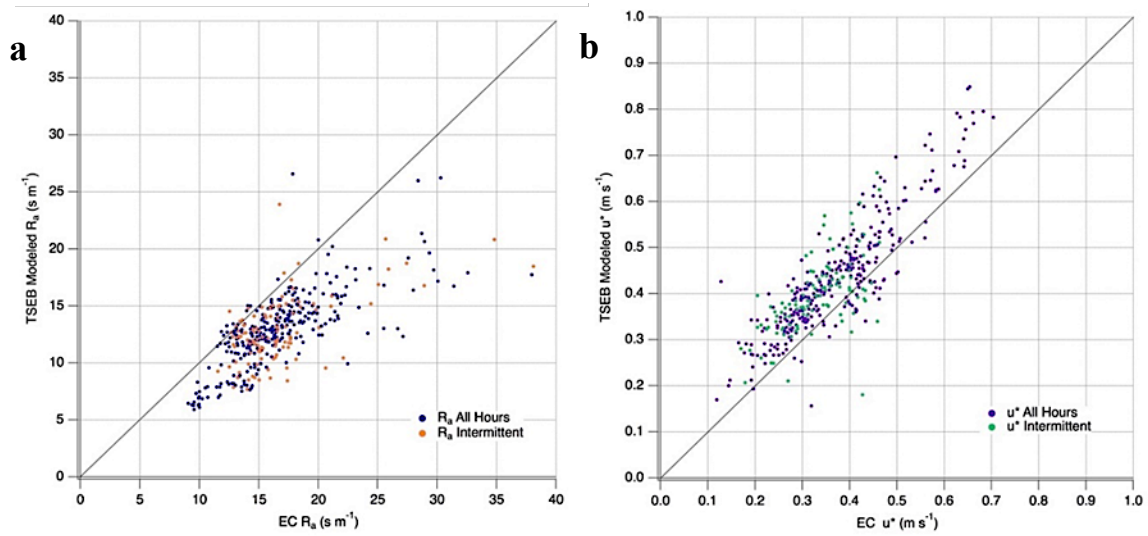 a
40
35
30
25
20
15
10
5
0
TSEB Modeled Rₐ (s m⁻¹)
Rₐ All Hours
Rₐ Intermittent
0 5 10 15 20 25 30 35 40
EC Rₐ (s m⁻¹)
b
1.0
0.9
0.8
0.7
0.6
0.5
0.4
0.3
0.2
0.1
0.0
TSEB Modeled u* (m s⁻¹)
u* All Hours
u* Intermittent
0.0 0.1 0.2 0.3 0.4 0.5 0.6 0.7 0.8 0.9 1.0
EC u* (m s⁻¹)